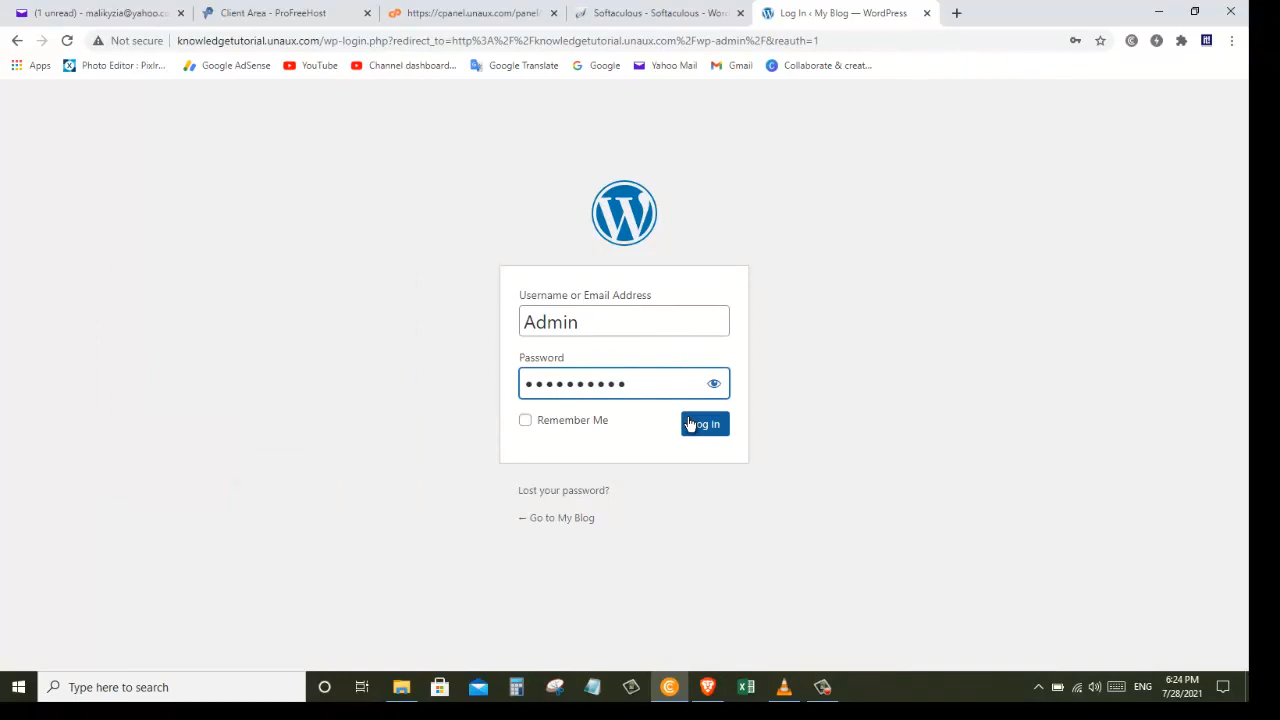 (1 unread) - malikyzia@yahoo.c
Client Area - ProFreeHost
https://cpanel.unaux.com/panel/
Softaculous - Softaculous - Wor
Log In ‹ My Blog — WordPress
Not secure
knowledgetutorial.unaux.com/wp-login.php?redirect_to=http%3A%2F%2Fknowledgetutorial.unaux.com%2Fwp-admin%2F&reauth=1
Apps
Photo Editor : Pixlr...
Google AdSense
YouTube
Channel dashboard...
Google Translate
Google
Yahoo Mail
Gmail
Collaborate & creat...
Username or Email Address
Admin
Password
Remember Me
Log In
Lost your password?
← Go to My Blog
Type here to search
ENG
6:24 PM
7/28/2021